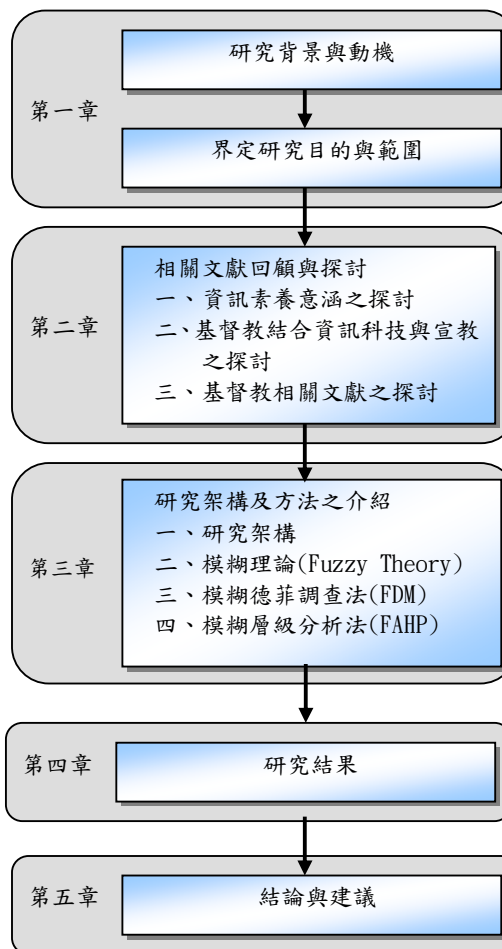 第一章
研究背景與動機
界定研究目的與範圍
第二章
相關文獻回顧與探討
一、資訊素養意涵之探討
二、基督教結合資訊科技與宣教
之探討
三、基督教相關文獻之探討
第三章
研究架構及方法之介紹
一、研究架構
二、模糊理論(Fuzzy Theory)
三、模糊德菲調查法(FDM)
四、模糊層級分析法(FAHP)
第四章
研究結果
第五章
結論與建議